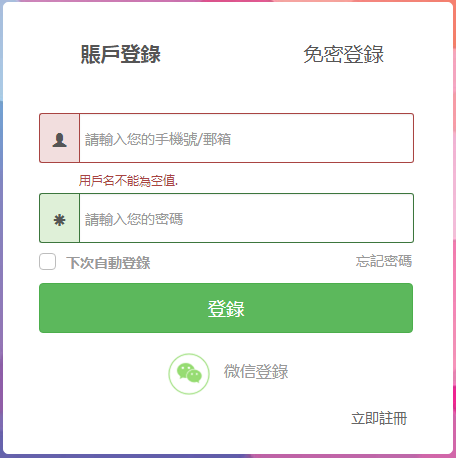 賬戶登錄 免密登錄
請輸入您的手機號/郵箱
用戶名不能為空值.
請輸入您的密碼
下次自動登錄 忘記密碼
登錄
微信登錄
立即註冊